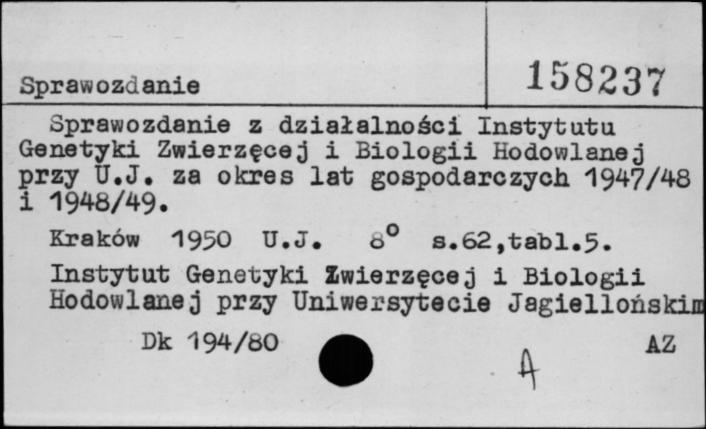 Sprawozdanie
158237
Sprawozdanie z działalności Instytutu
Genetyki Zwierzęcej i Biologii Hodowlanej
przy U.J. za okres lat gospodarczych 1947/48
i 1948/49.
Kraków 1950 U.J. 8° s.62,tabl.5.
Instytut Genetyki Zwierzęcej i Biologii
Hodowlanej przy Uniwersytecie Jagiellońskim
Dk 194/80
A
AZ